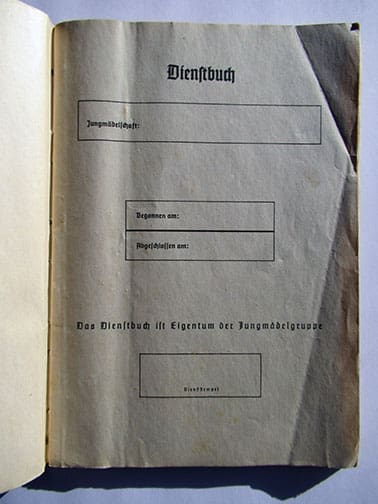 Dienstbuch
Jungmädelschaft:
Begonnen am:
Abgeschlossen am:
Das Dienstbuch ist Eigentum der Jungmädelgruppe
Dienststempel